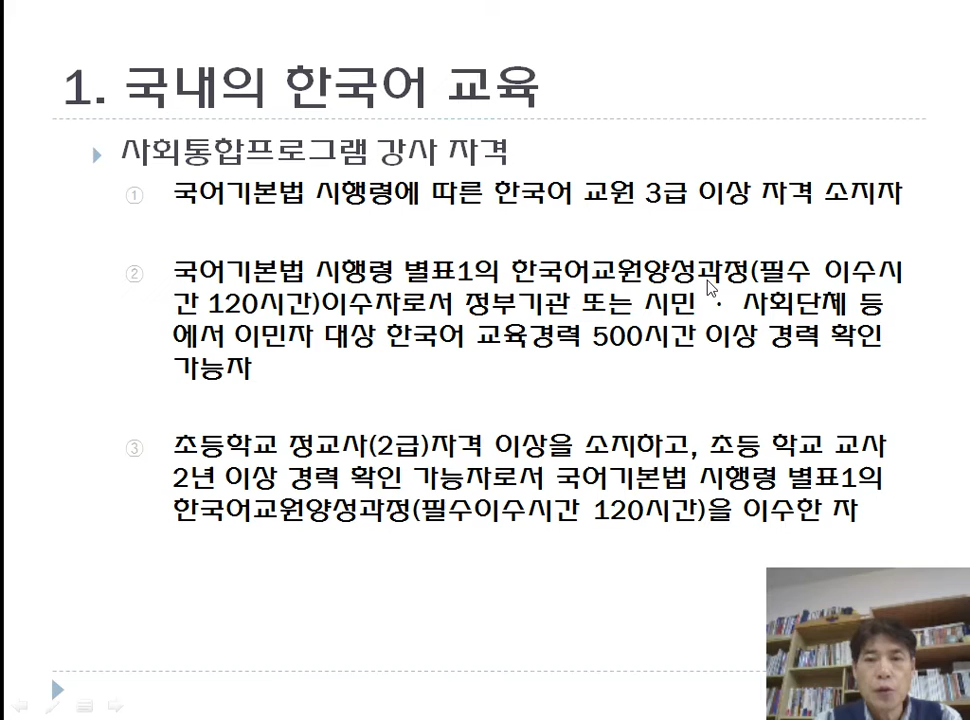 1. 국내의 한국어 교육
사회통합프로그램 강사 자격
① 국어기본법 시행령에 따른 한국어 교원 3급 이상 자격 소지자
② 국어기본법 시행령 별표1의 한국어교원양성과정(필수 이수시
간 120시간)이수자로서 정부기관 또는 시민 · 사회단체 등
에서 이민자 대상 한국어 교육경력 500시간 이상 경력 확인
가능자
③ 초등학교 정교사(2급)자격 이상을 소지하고, 초등 학교 교사
2년 이상 경력 확인 가능자로서 국어기본법 시행령 별표1의
한국어교원양성과정(필수이수시간 120시간)을 이수한 자